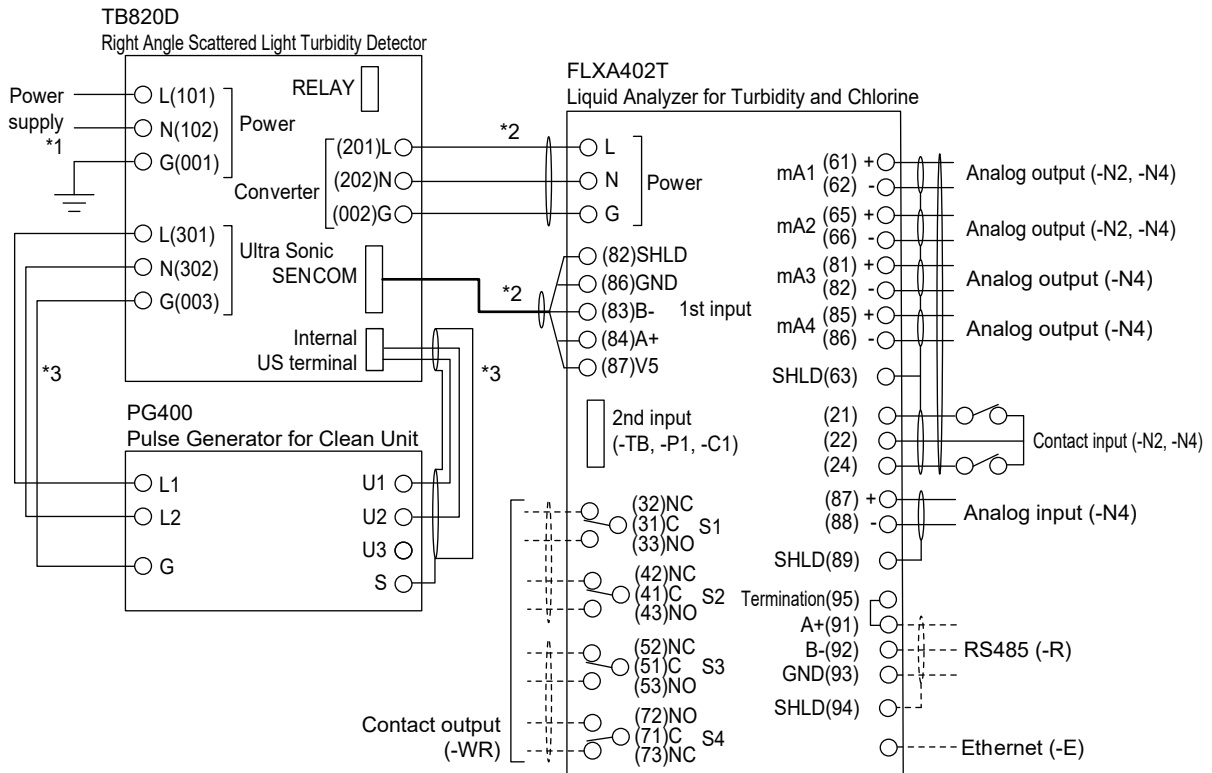 TB820D
Right Angle Scattered Light Turbidity Detector
Power
supply
*1
L(101)
N(102)
G(001)
Power
RELAY
Converter
(201)L
(202)N
(002)G
*2
L(301)
N(302)
G(003)
Ultra Sonic
SENCOM
*2
Internal
US terminal
*3
*3
PG400
Pulse Generator for Clean Unit
L1
L2
G
U1
U2
U3
S
FLXA402T
Liquid Analyzer for Turbidity and Chlorine
L
N
G
Power
(82)SHLD
(86)GND
(83)B-
(84)A+
(87)V5
1st input
2nd input
(-TB, -P1, -C1)
(32)NC
(31)C S1
(33)NO
(42)NC
(41)C S2
(43)NO
(52)NC
(51)C S3
(53)NO
(72)NO
(71)C S4
(73)NC
Contact output
(-WR)
mA1 (61) +
(62) -
Analog output (-N2, -N4)
mA2 (65) +
(66) -
Analog output (-N2, -N4)
mA3 (81) +
(82) -
Analog output (-N4)
mA4 (85) +
(86) -
Analog output (-N4)
SHLD(63)
(21)
(22)
(24)
Contact input (-N2, -N4)
(87) +
(88) -
Analog input (-N4)
SHLD(89)
Termination(95)
A+(91)
B-(92)
GND(93)
RS485 (-R)
SHLD(94)
Ethernet (-E)